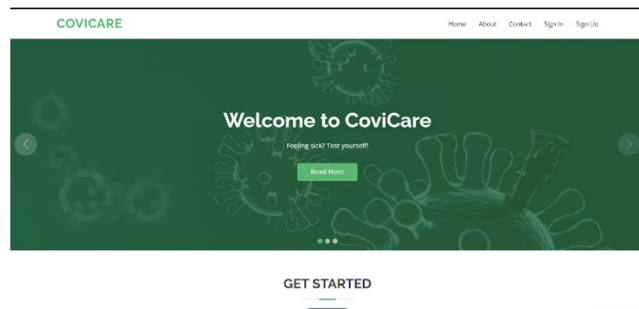 COVICARE
Home About Contact Sign In Sign Up
Welcome to CoviCare
Feeling sick? Test yourself!
Read More
GET STARTED